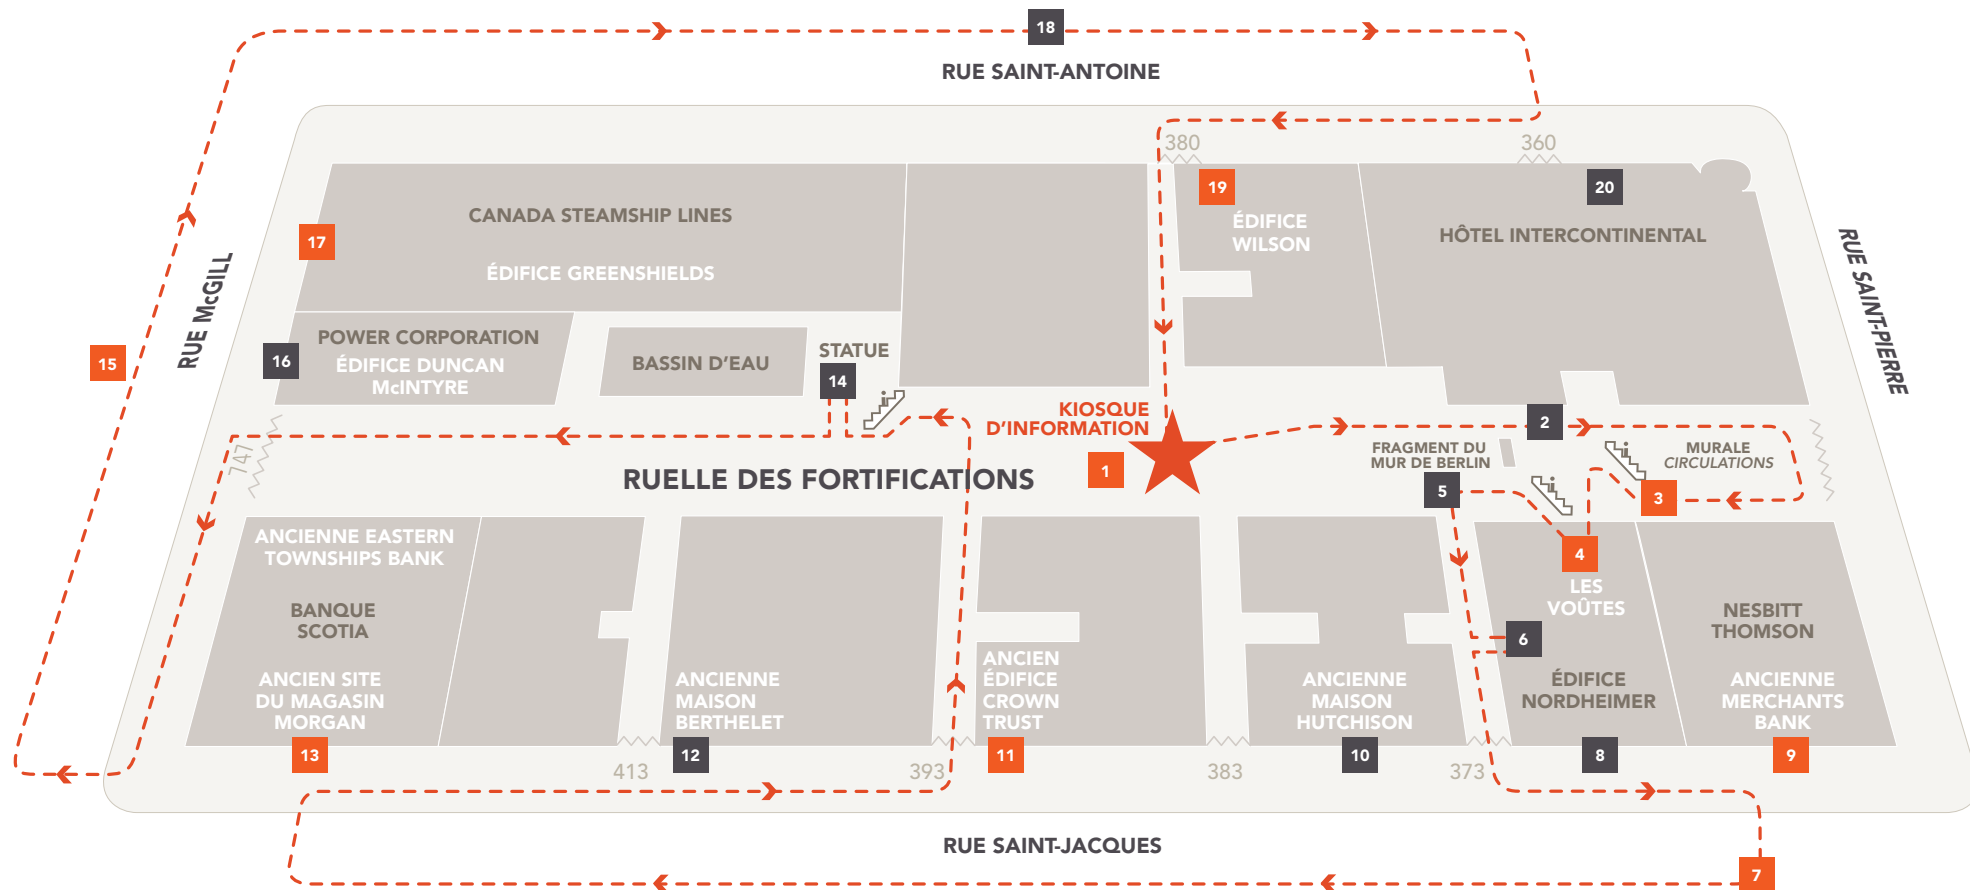 18
RUE SAINT-ANTOINE
380
360
19
20
CANADA STEAMSHIP LINES
ÉDIFICE
WILSON
HÔTEL INTERCONTINENTAL
17
ÉDIFICE GREENSHIELDS
RUE McGILL
RUE SAINT-PIERRE
15
16
POWER CORPORATION
ÉDIFICE DUNCAN
McINTYRE
BASSIN D'EAU
STATUE
14
KIOSQUE
D'INFORMATION
1
2
FRAGMENT DU
MUR DE BERLIN
MURALE
CIRCULATIONS
747
RUELLE DES FORTIFICATIONS
5
3
4
ANCIENNE EASTERN
TOWNSHIPS BANK
LES
VOÛTES
BANQUE
SCOTIA
NESBITT
THOMSON
6
ANCIEN SITE
DU MAGASIN
MORGAN
ANCIENNE
MAISON
BERTHELET
ANCIEN
ÉDIFICE
CROWN
TRUST
ANCIENNE
MAISON
HUTCHISON
ÉDIFICE
NORDHEIMER
ANCIENNE
MERCHANTS
BANK
13
12
11
10
8
9
413
393
383
373
RUE SAINT-JACQUES
7